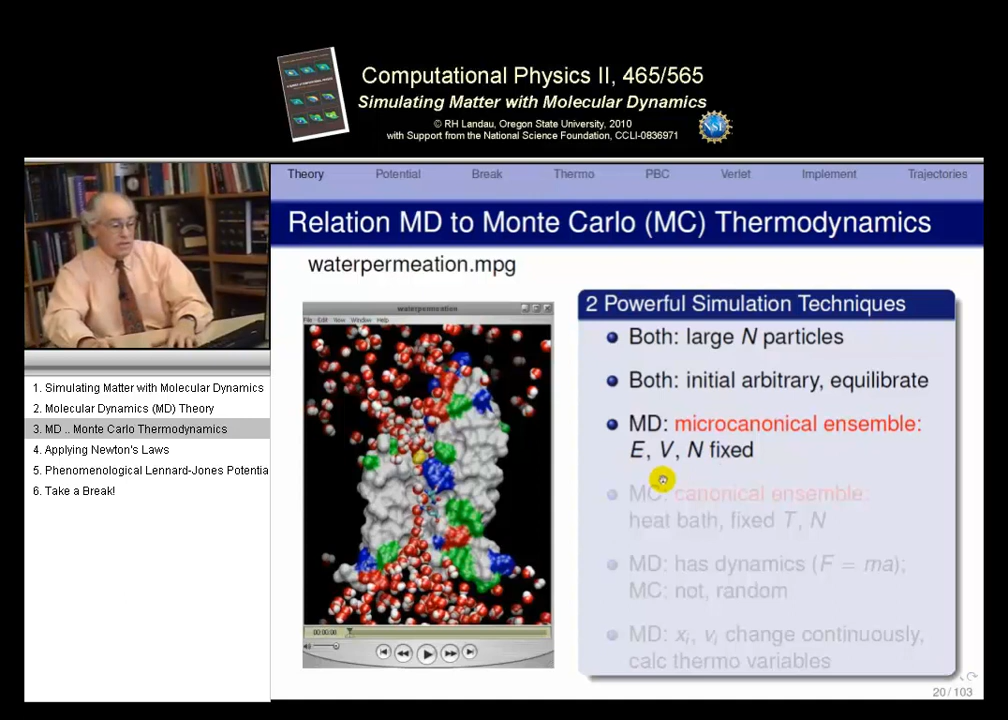 Computational Physics II, 465/565
Simulating Matter with Molecular Dynamics
© RH Landau, Oregon State University, 2010
with Support from the National Science Foundation, CCLI-0836971
NSF
Theory Potential Break Thermo PBC Verlet Implement Trajectories
Relation MD to Monte Carlo (MC) Thermodynamics
waterpermeation.mpg
waterpermeation
File Edit View Window Help
00:00:00
2 Powerful Simulation Techniques
Both: large N particles
Both: initial arbitrary, equilibrate
MD: microcanonical ensemble:
E, V, N fixed
MC: canonical ensemble:
heat bath, fixed T, N
MD: has dynamics (F = ma);
MC: not, random
MD: xᵢ, vᵢ change continuously,
calc thermo variables
20 / 103
1. Simulating Matter with Molecular Dynamics
2. Molecular Dynamics (MD) Theory
3. MD .. Monte Carlo Thermodynamics
4. Applying Newton's Laws
5. Phenomenological Lennard-Jones Potentia
6. Take a Break!